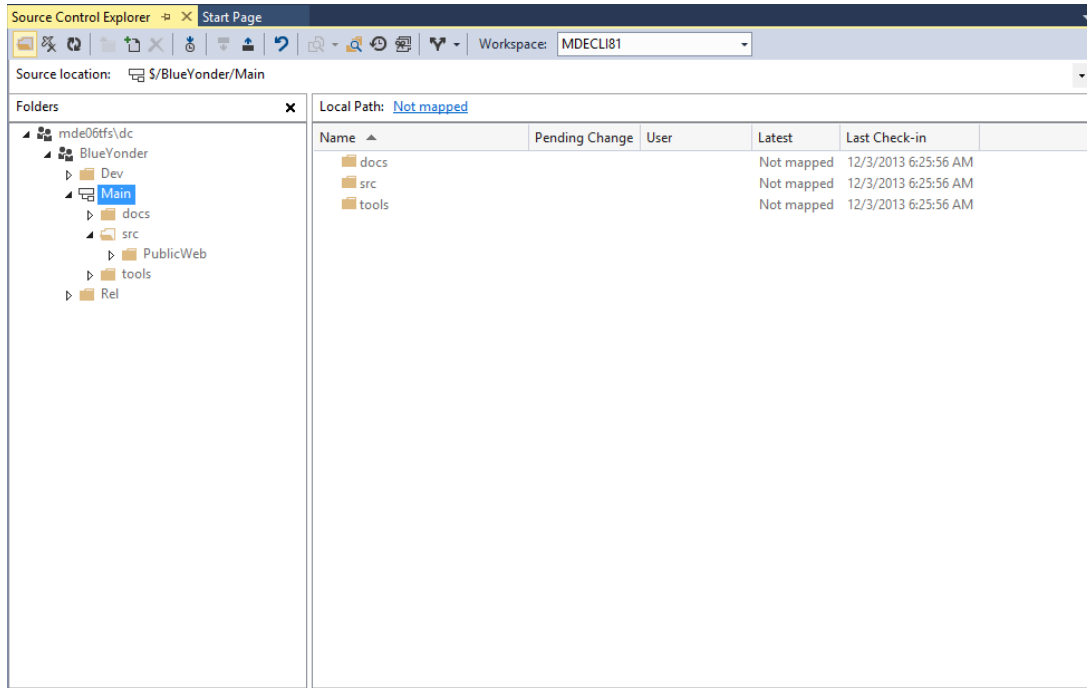 Source Control Explorer Start Page
Workspace: MDECLI81
Source location: $/BlueYonder/Main
Folders
mde06tfs\dc
BlueYonder
Dev
Main
docs
src
PublicWeb
tools
Rel
Local Path: Not mapped
Name Pending Change User Latest Last Check-in
docs Not mapped 12/3/2013 6:25:56 AM
src Not mapped 12/3/2013 6:25:56 AM
tools Not mapped 12/3/2013 6:25:56 AM